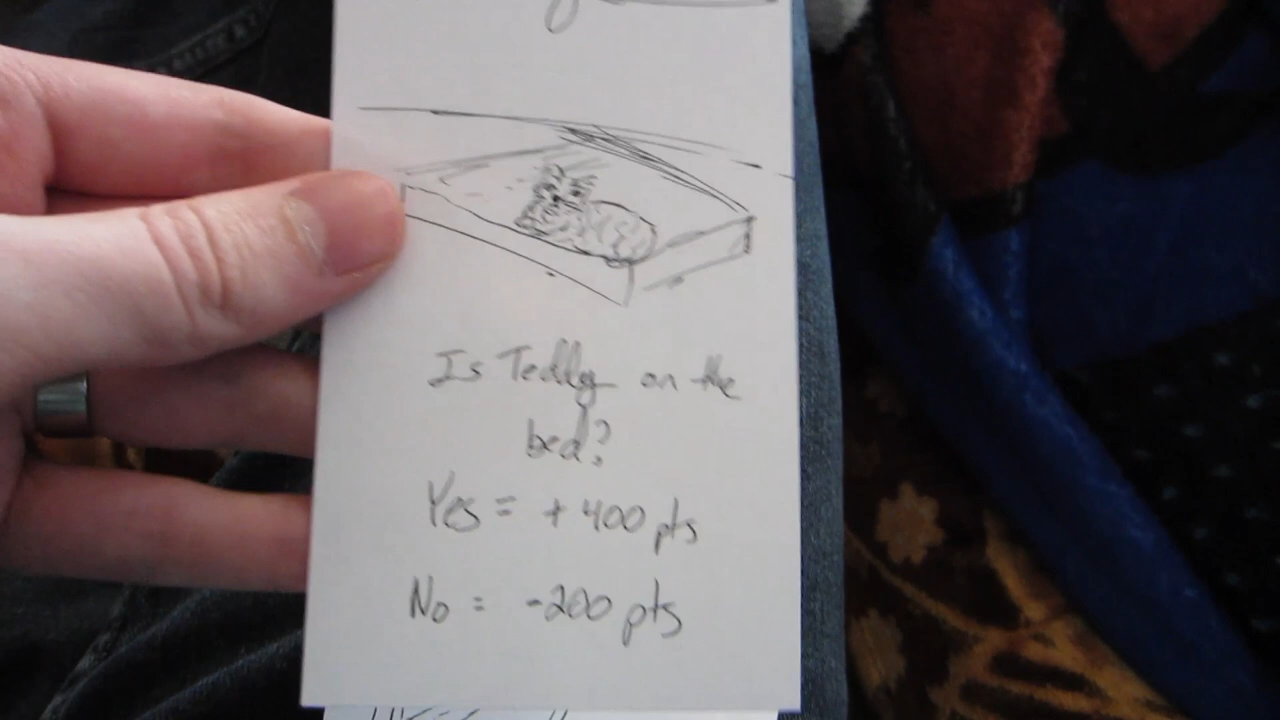 Is Teddy on the
bed?
Yes = + 400 pts
No = -200 pts